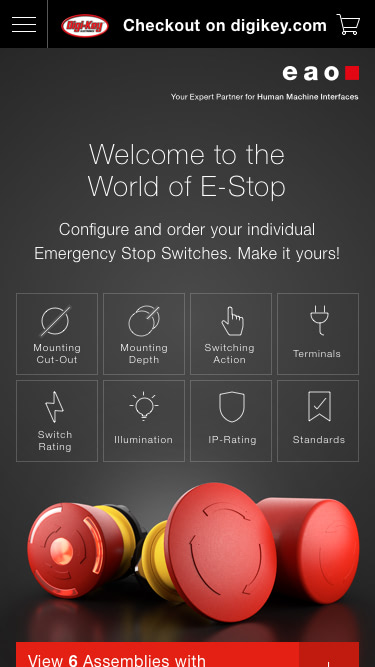 Digi-Key
Checkout on digikey.com
eao
Your Expert Partner for Human Machine Interfaces
Welcome to the
World of E-Stop
Configure and order your individual
Emergency Stop Switches. Make it yours!
Mounting
Cut-Out
Mounting
Depth
Switching
Action
Terminals
Switch
Rating
Illumination
IP-Rating
Standards
View 6 Assemblies with